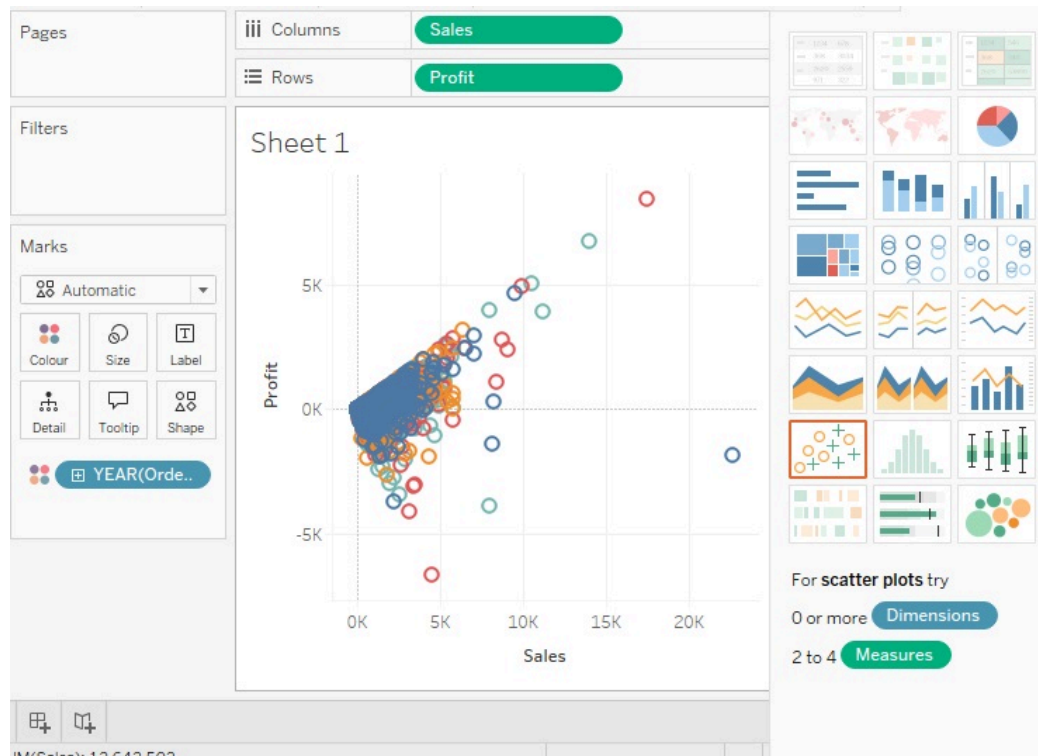 Pages
Columns
Sales
Rows
Profit
Filters
Sheet 1
Marks
Automatic
Colour
Size
Label
Detail
Tooltip
Shape
YEAR(Orde..
Profit
5K
0K
-5K
0K
5K
10K
15K
20K
Sales
For scatter plots try
0 or more Dimensions
2 to 4 Measures